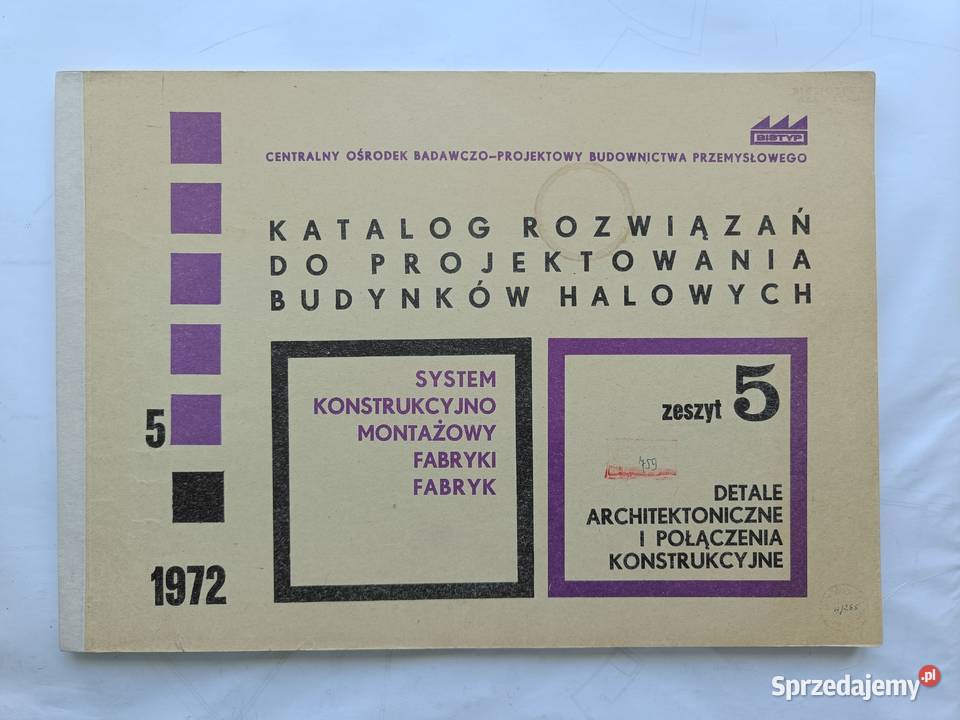 BISTYP
CENTRALNY OŚRODEK BADAWCZO-PROJEKTOWY BUDOWNICTWA PRZEMYSŁOWEGO
KATALOG ROZWIĄZAŃ
DO PROJEKTOWANIA
BUDYNKÓW HALOWYCH
SYSTEM
KONSTRUKCYJNO
MONTAŻOWY
FABRYKI
FABRYK
zeszyt 5
759
DETALE
ARCHITEKTONICZNE
I POŁĄCZENIA
KONSTRUKCYJNE
5
1972
Sprzedajemy.pl